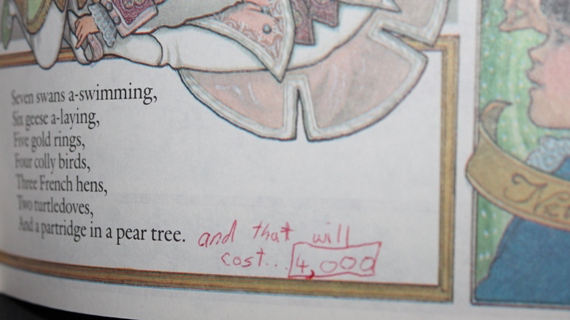 Seven swans a-swimming,
Six geese a-laying,
Five gold rings,
Four colly birds,
Three French hens,
Two turtledoves,
And a partridge in a pear tree. and that will
cost... 4,000